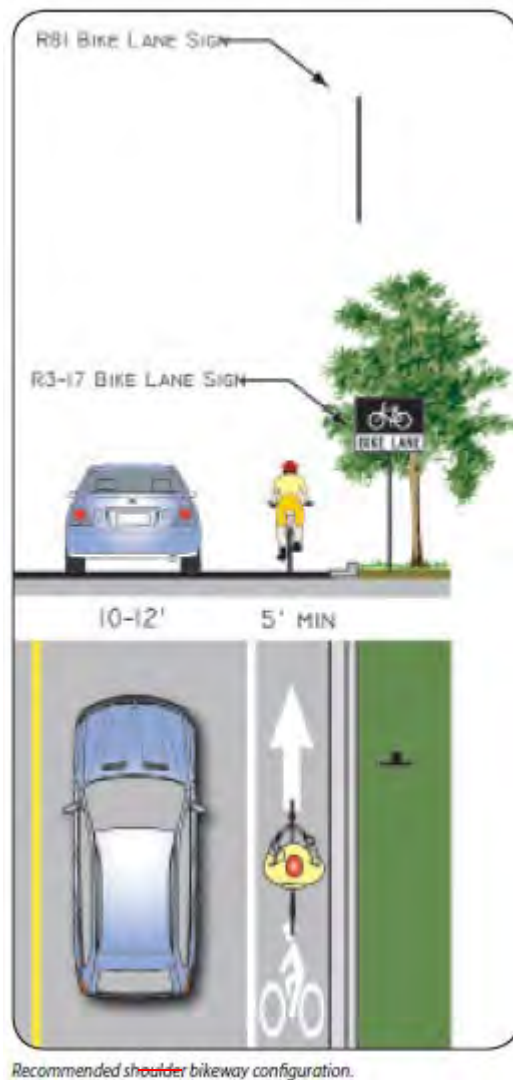 R81 BIKE LANE SIGN
R3-17 BIKE LANE SIGN
BIKE LANE
10-12' 5' MIN
Recommended shoulder bikeway configuration.